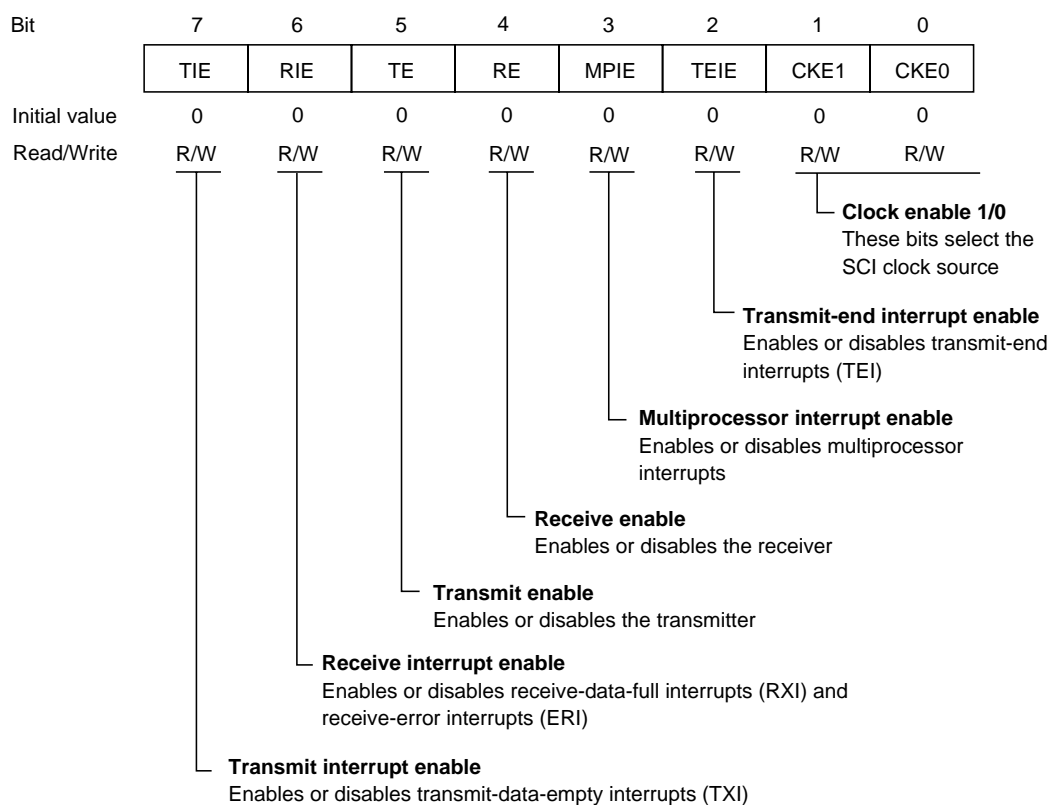 Bit 7 6 5 4 3 2 1 0
TIE RIE TE RE MPIE TEIE CKE1 CKE0
Initial value 0 0 0 0 0 0 0 0
Read/Write R/W R/W R/W R/W R/W R/W R/W R/W
Clock enable 1/0
These bits select the
SCI clock source
Transmit-end interrupt enable
Enables or disables transmit-end
interrupts (TEI)
Multiprocessor interrupt enable
Enables or disables multiprocessor
interrupts
Receive enable
Enables or disables the receiver
Transmit enable
Enables or disables the transmitter
Receive interrupt enable
Enables or disables receive-data-full interrupts (RXI) and
receive-error interrupts (ERI)
Transmit interrupt enable
Enables or disables transmit-data-empty interrupts (TXI)